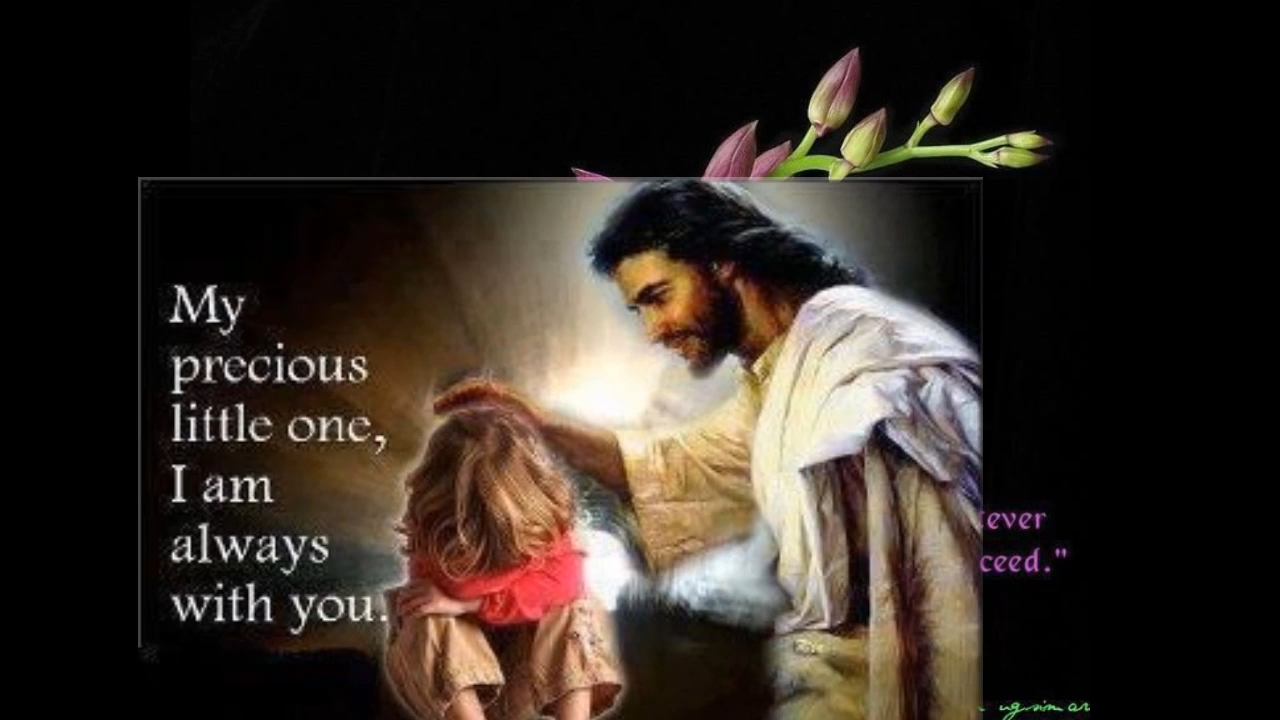 My
precious
little one,
I am
always
with you.
ever
ceed."